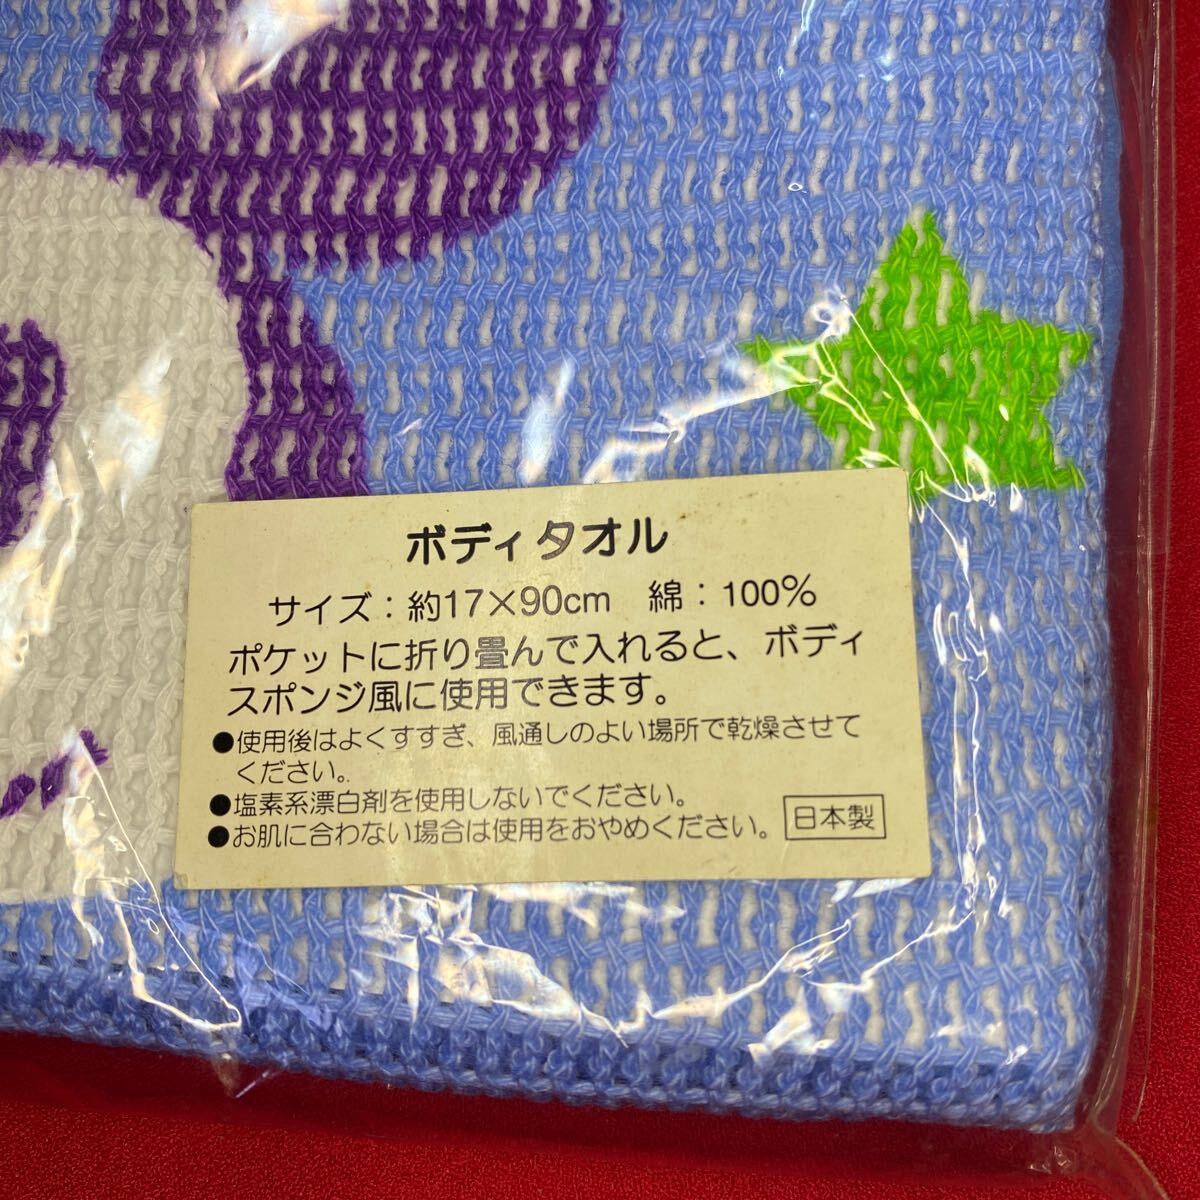 ボディタオル
サイズ：約17×90cm　綿：100%
ポケットに折り畳んで入れると、ボディ
スポンジ風に使用できます。
●使用後はよくすすぎ、風通しのよい場所で乾燥させて
ください。
●塩素系漂白剤を使用しないでください。
●お肌に合わない場合は使用をおやめください。
日本製